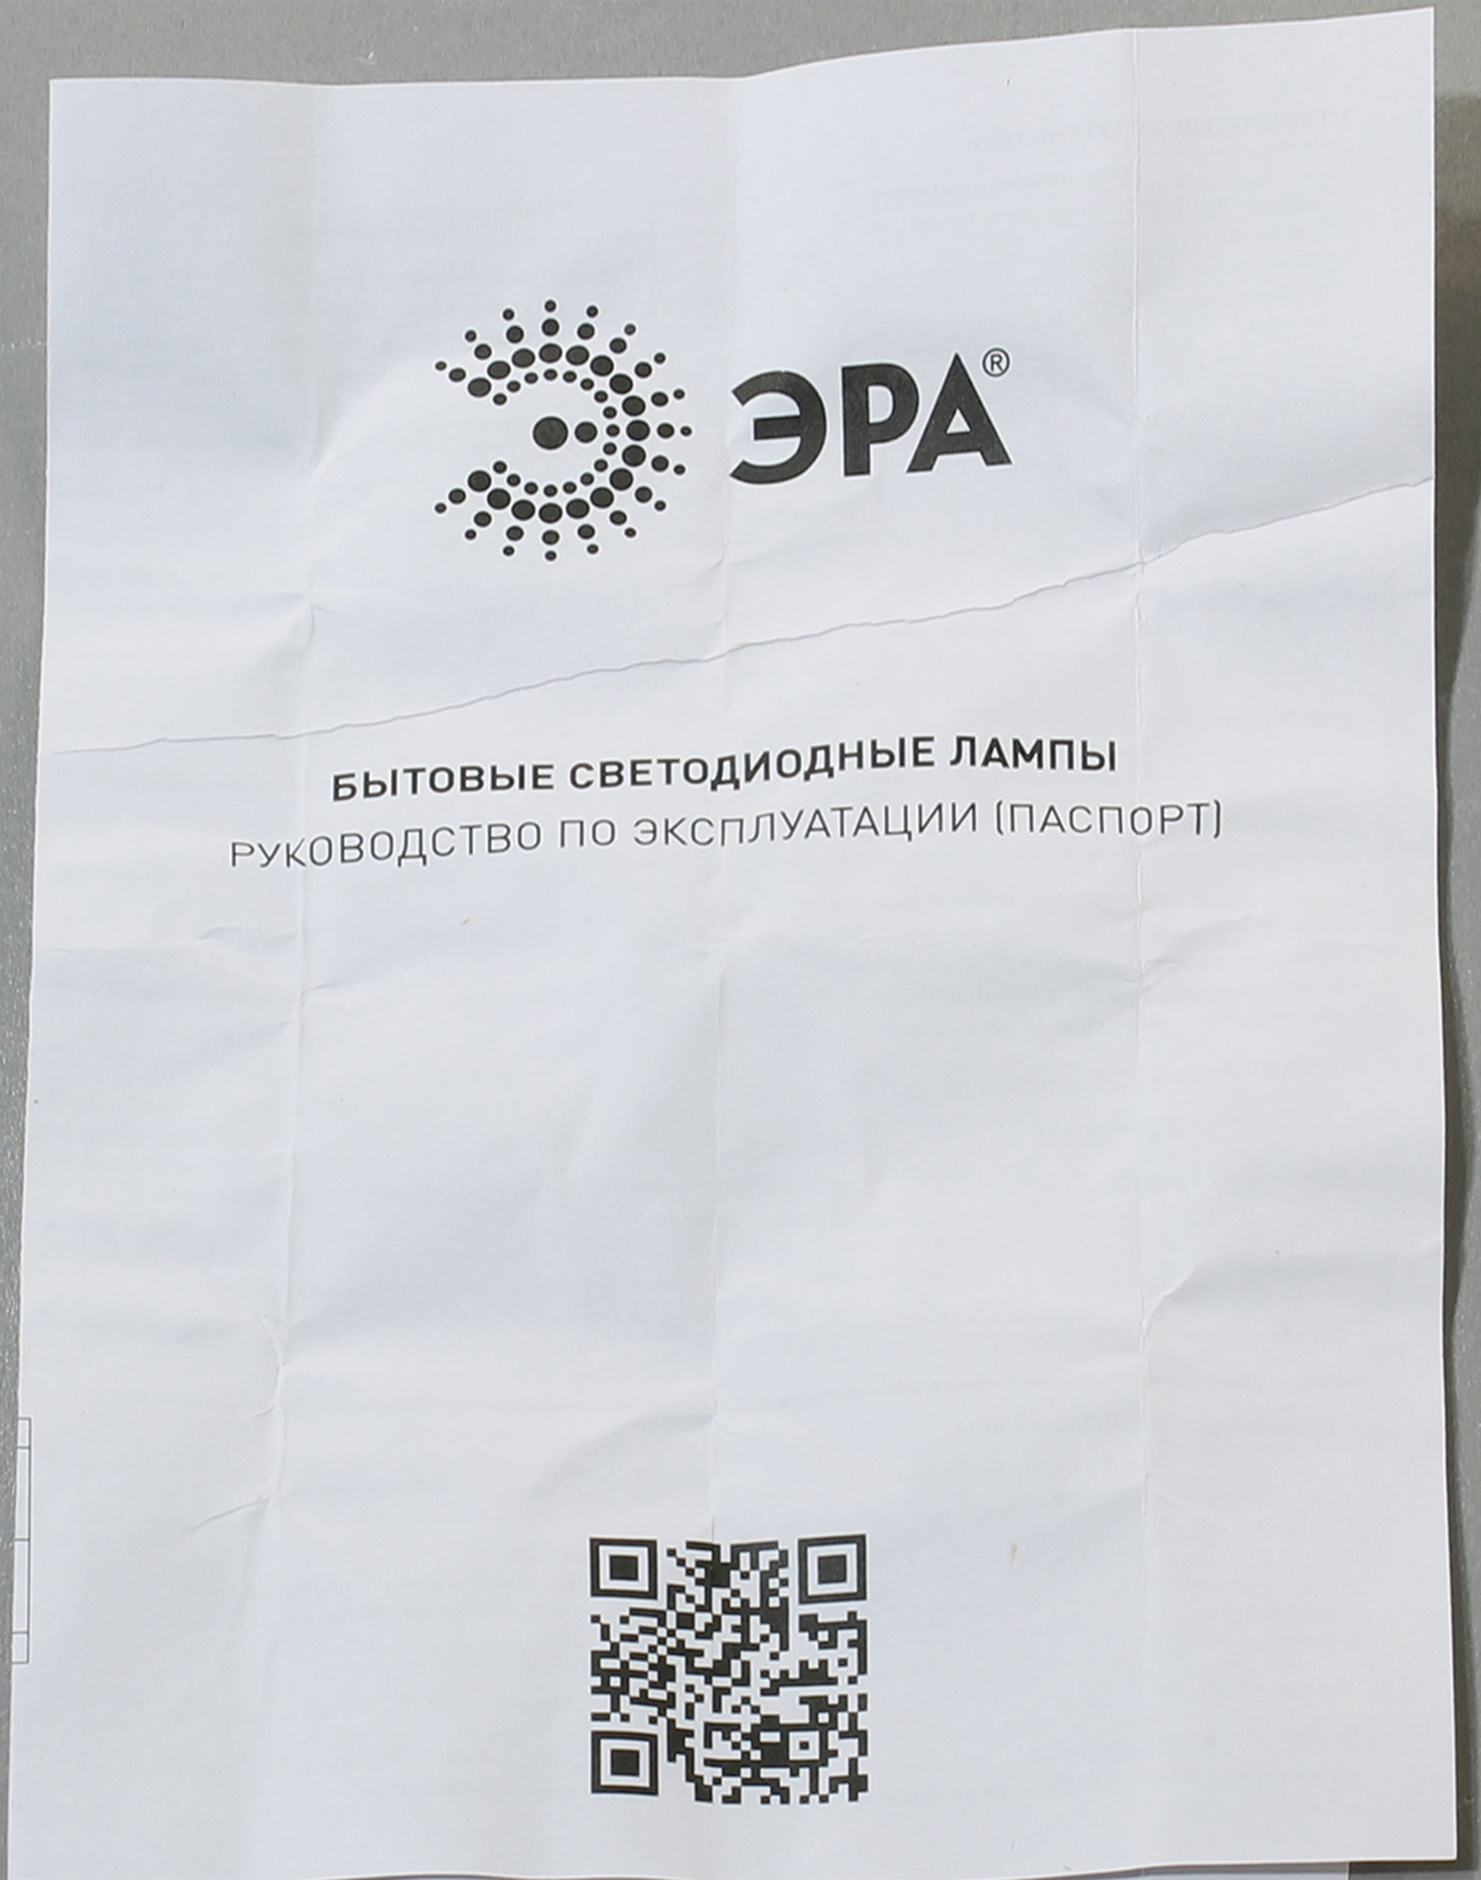 ЭРА®
БЫТОВЫЕ СВЕТОДИОДНЫЕ ЛАМПЫ
РУКОВОДСТВО ПО ЭКСПЛУАТАЦИИ (ПАСПОРТ)